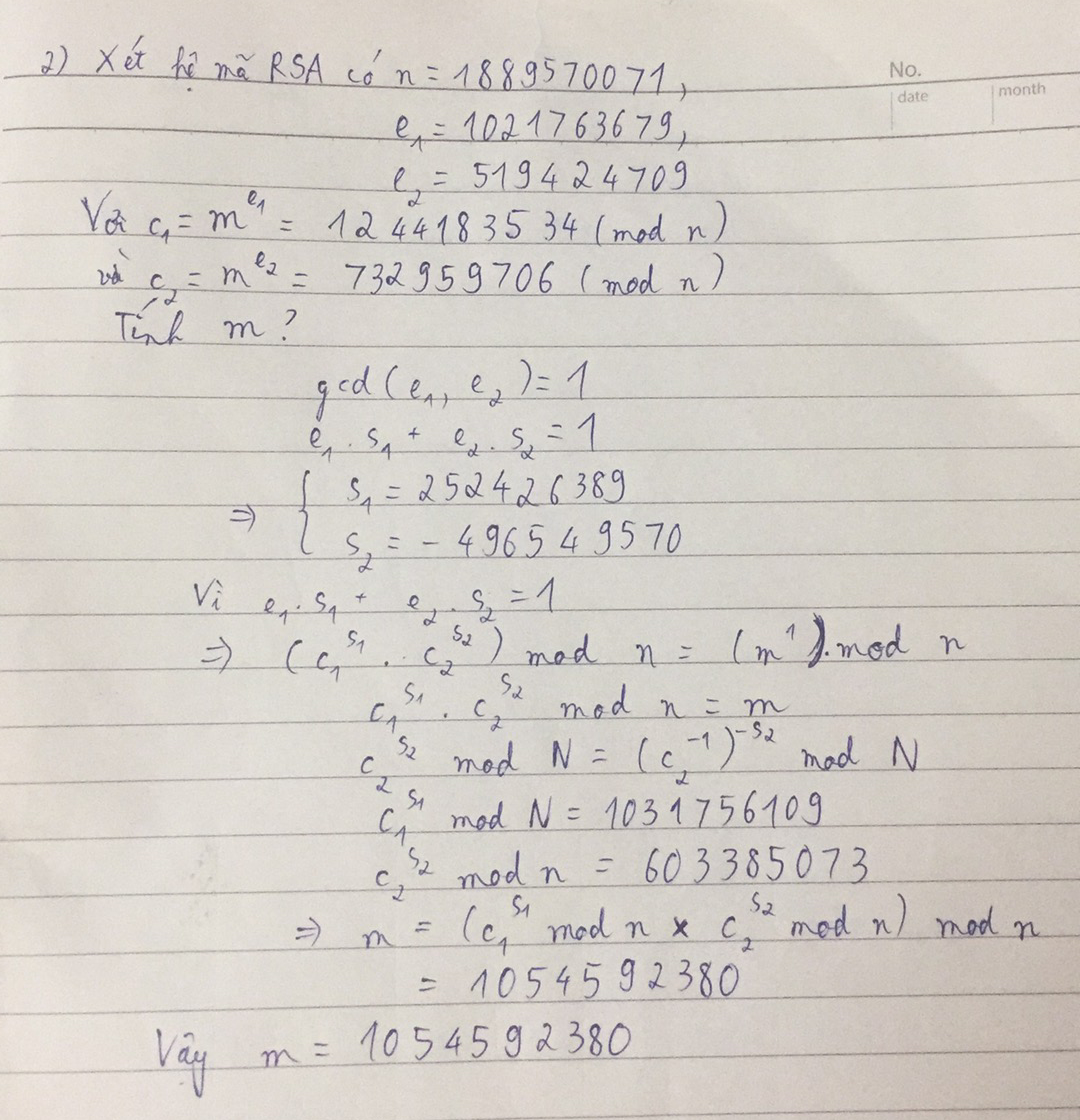 2) Xét hệ mã RSA có n = 1889570071,
No.
date
month
e₁ = 1021763679,
e₂ = 519424709
Với c₁ = m^e₁ = 1244183534 (mod n)
và c₂ = m^e₂ = 732959706 (mod n)
Tính m ?
gcd (e₁, e₂) = 1
e₁ . s₁ + e₂ . s₂ = 1
⇒ { s₁ = 252426389
s₂ = - 496549570
Vì e₁ . s₁ + e₂ . s₂ = 1
⇒ (c₁^s₁ . c₂^s₂) mod n = (m^1). mod n
c₁^s₁ . c₂^s₂ mod n = m
c₂^s₂ mod N = (c₂^-1)^-s₂ mod N
c₁^s₁ mod N = 1031756109
c₂^s₂ mod n = 603385073
⇒ m = (c₁^s₁ mod n × c₂^s₂ mod n) mod n
= 1054592380
Vậy m = 1054592380